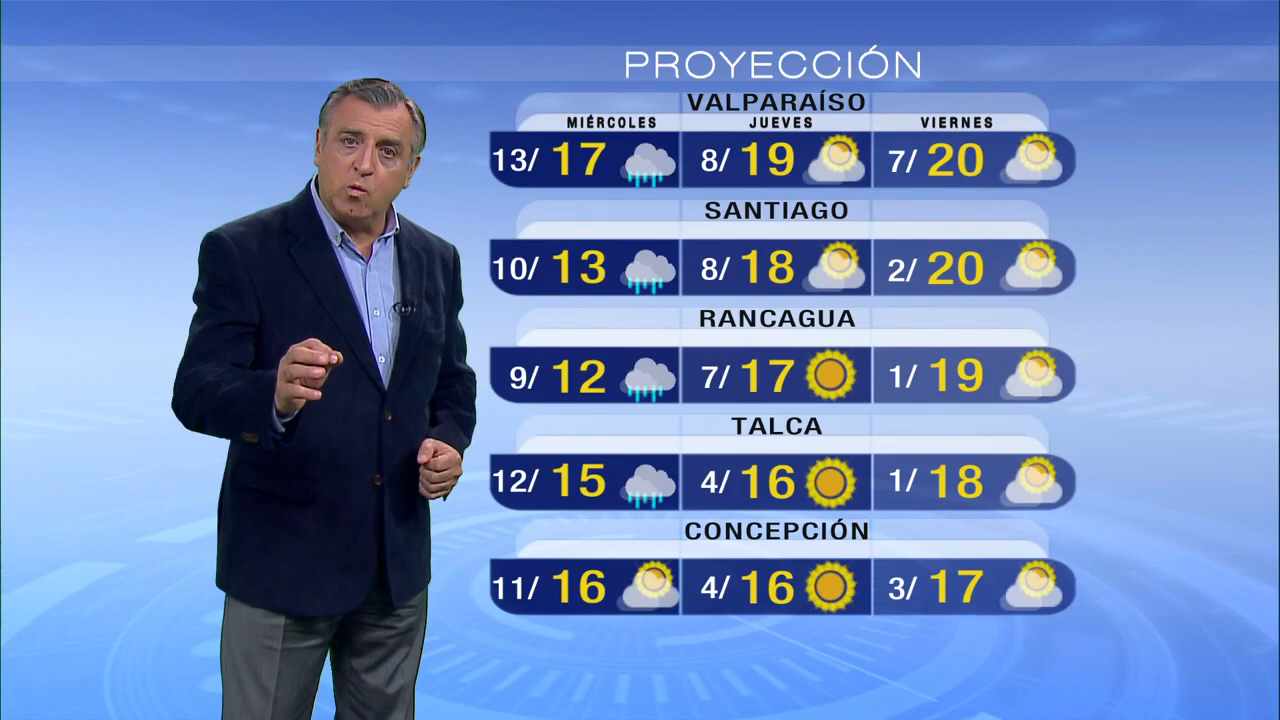 PROYECCIÓN
VALPARAÍSO
MIÉRCOLES JUEVES VIERNES
13/ 17 8/ 19 7/ 20
SANTIAGO
10/ 13 8/ 18 2/ 20
RANCAGUA
9/ 12 7/ 17 1/ 19
TALCA
12/ 15 4/ 16 1/ 18
CONCEPCIÓN
11/ 16 4/ 16 3/ 17